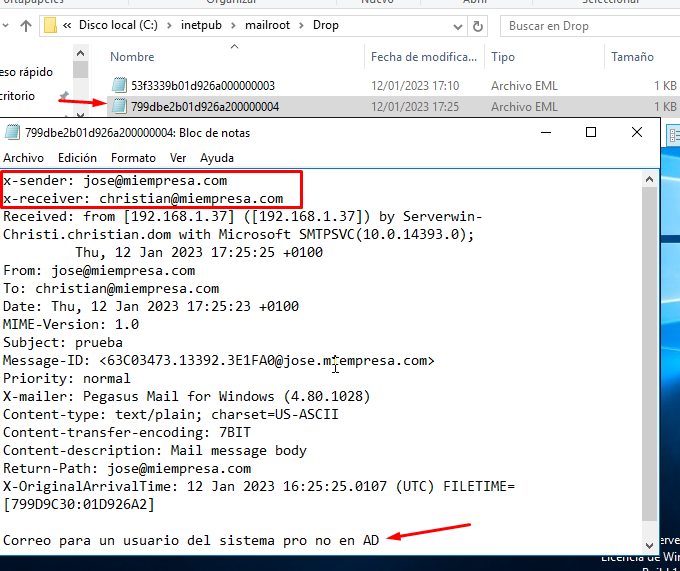 ortapapeles
Organizar
Nuevo
Abrir
Seleccionar
« Disco local (C:) › inetpub › mailroot › Drop
Buscar en Drop
Nombre
Fecha de modifica...
Tipo
Tamaño
eso rápido
critorio
53f3339b01d926a000000003 12/01/2023 17:10 Archivo EML 1 KB
799dbe2b01d926a200000004 12/01/2023 17:25 Archivo EML 1 KB
799dbe2b01d926a200000004: Bloc de notas
Archivo Edición Formato Ver Ayuda
x-sender: jose@miempresa.com
x-receiver: christian@miempresa.com
Received: from [192.168.1.37] ([192.168.1.37]) by Serverwin-
Christi.christian.dom with Microsoft SMTPSVC(10.0.14393.0);
Thu, 12 Jan 2023 17:25:25 +0100
From: jose@miempresa.com
To: christian@miempresa.com
Date: Thu, 12 Jan 2023 17:25:23 +0100
MIME-Version: 1.0
Subject: prueba
Message-ID: <63C03473.13392.3E1FA0@jose.miempresa.com>
Priority: normal
X-mailer: Pegasus Mail for Windows (4.80.1028)
Content-type: text/plain; charset=US-ASCII
Content-transfer-encoding: 7BIT
Content-description: Mail message body
Return-Path: jose@miempresa.com
X-OriginalArrivalTime: 12 Jan 2023 16:25:25.0107 (UTC) FILETIME=
[799D9C30:01D926A2]
Correo para un usuario del sistema pro no en AD
erve
Licencia de Window